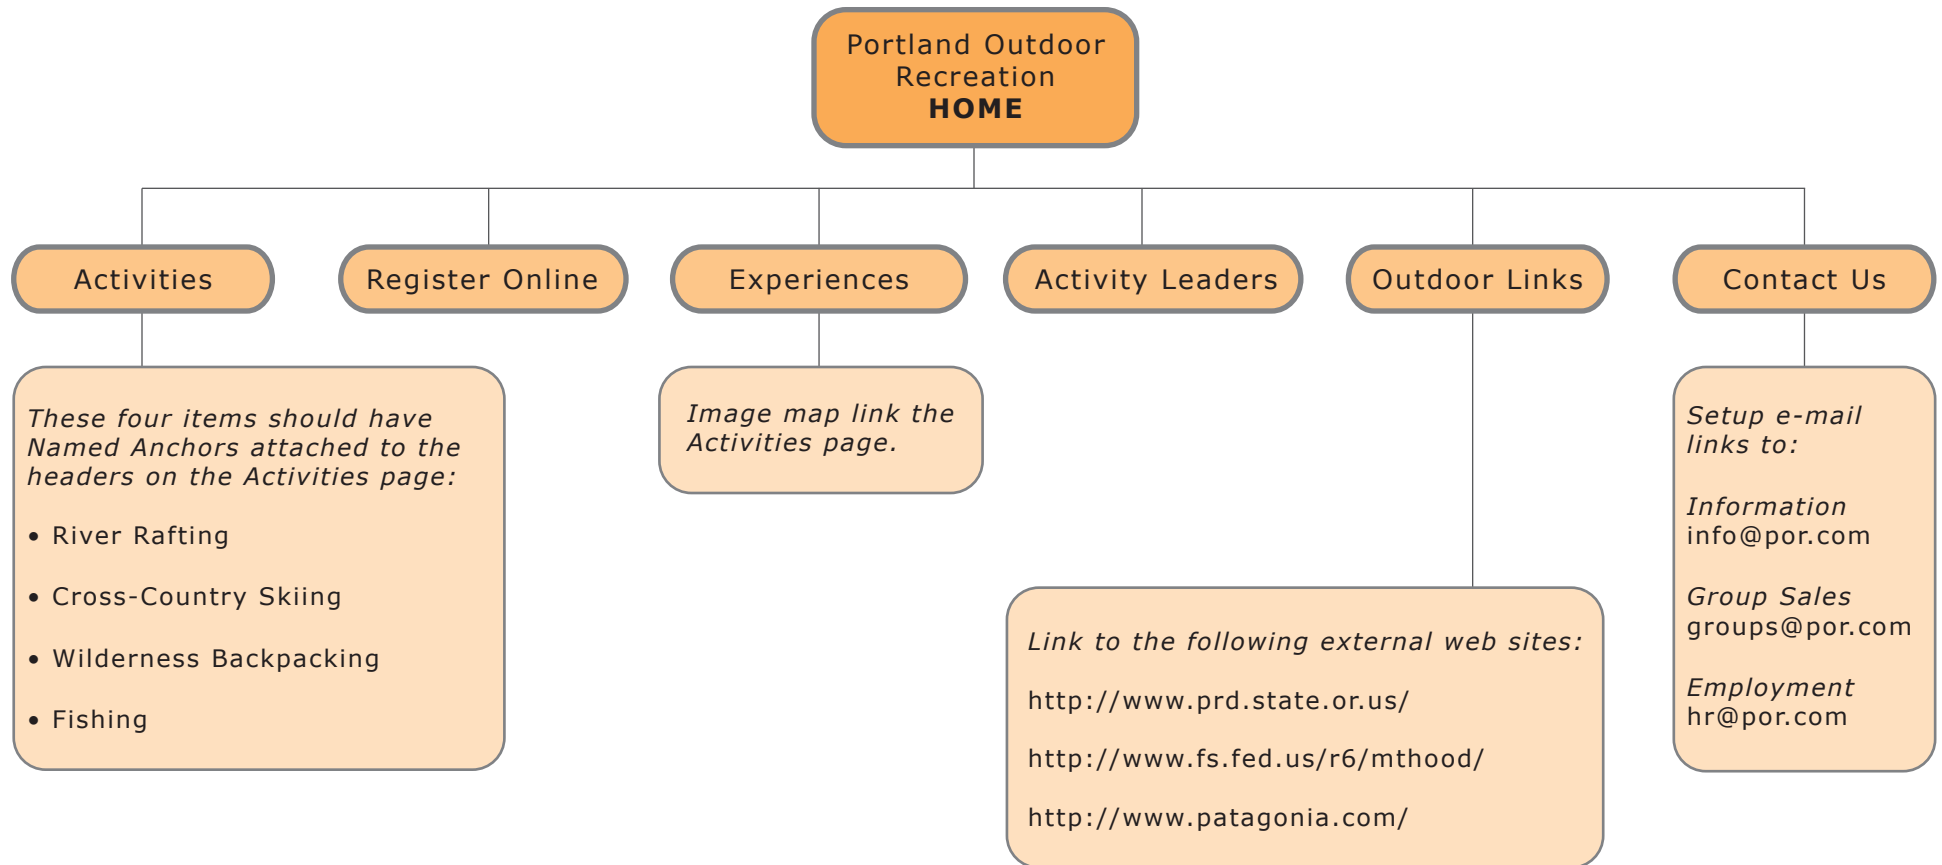 Portland Outdoor
Recreation
HOME
Activities
Register Online
Experiences
Activity Leaders
Outdoor Links
Contact Us
These four items should have
Named Anchors attached to the
headers on the Activities page:
• River Rafting
• Cross-Country Skiing
• Wilderness Backpacking
• Fishing
Image map link the
Activities page.
Link to the following external web sites:
http://www.prd.state.or.us/
http://www.fs.fed.us/r6/mthood/
http://www.patagonia.com/
Setup e-mail
links to:
Information
info@por.com
Group Sales
groups@por.com
Employment
hr@por.com